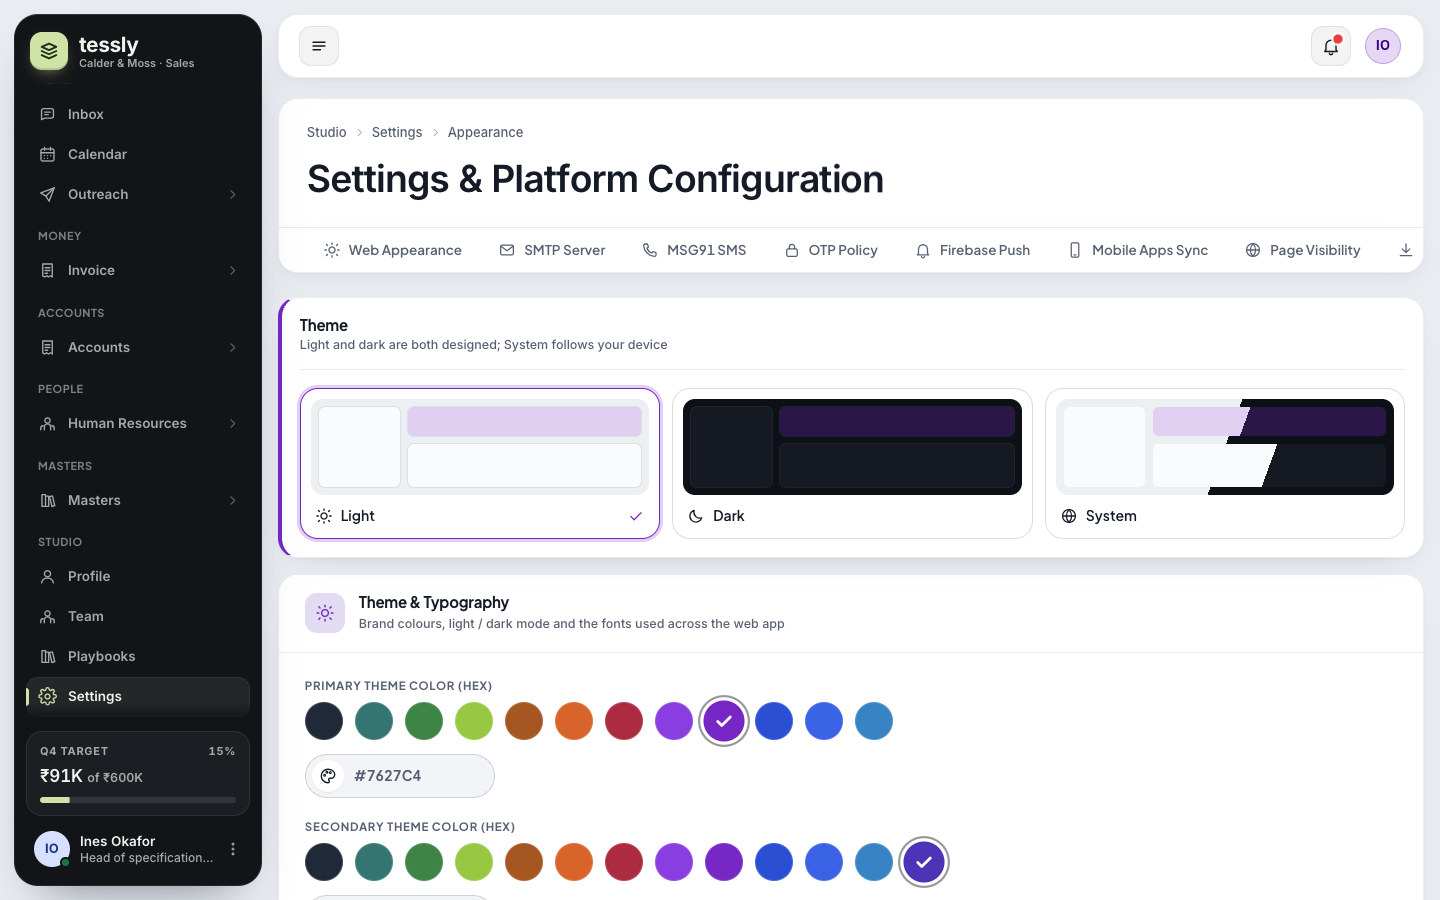 tessly
Calder & Moss · Sales
Inbox
Calendar
Outreach
MONEY
Invoice
ACCOUNTS
Accounts
PEOPLE
Human Resources
MASTERS
Masters
STUDIO
Profile
Team
Playbooks
Settings
Q4 TARGET 15%
₹91K of ₹600K
IO
Ines Okafor
Head of specification...
IO
Studio > Settings > Appearance
Settings & Platform Configuration
Web Appearance SMTP Server MSG91 SMS OTP Policy Firebase Push Mobile Apps Sync Page Visibility
Theme
Light and dark are both designed; System follows your device
Light Dark System
Theme & Typography
Brand colours, light / dark mode and the fonts used across the web app
PRIMARY THEME COLOR (HEX)
#7627C4
SECONDARY THEME COLOR (HEX)